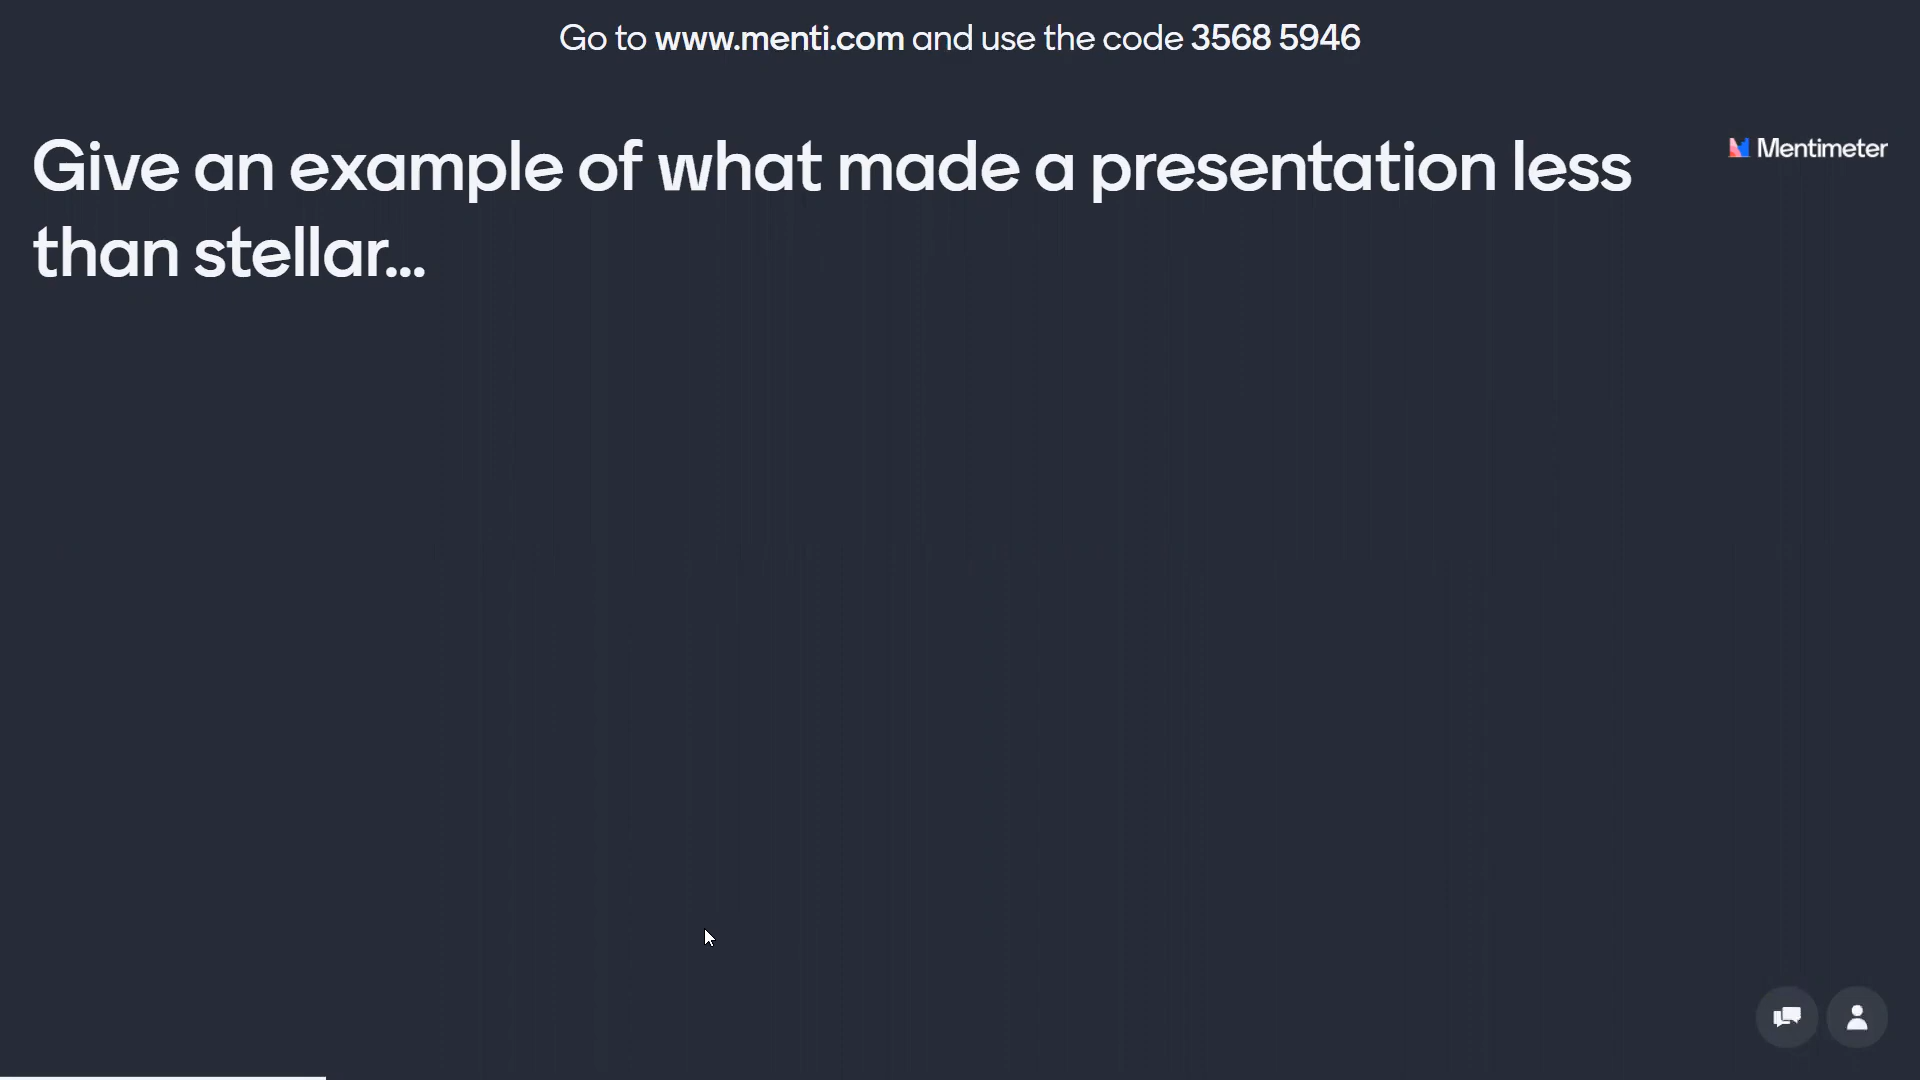 Go to www.menti.com and use the code 3568 5946
Give an example of what made a presentation less
than stellar...
Mentimeter